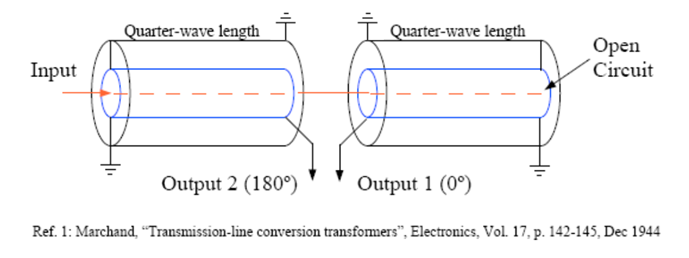 Quarter-wave length
Quarter-wave length
Open
Circuit
Input
Output 2 (180°)
Output 1 (0°)
Ref. 1: Marchand, “Transmission-line conversion transformers”, Electronics, Vol. 17, p. 142-145, Dec 1944